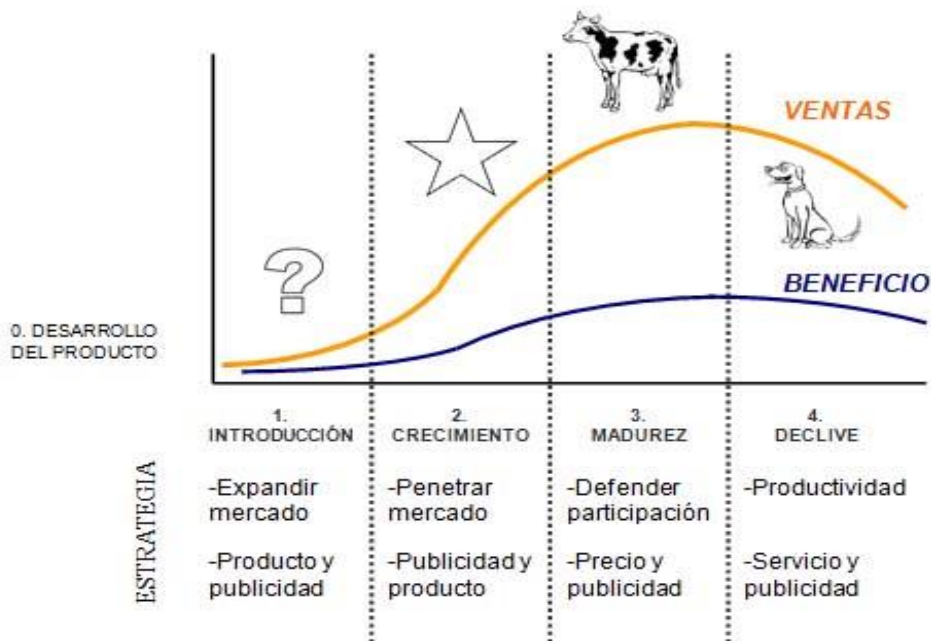 VENTAS
?
BENEFICIO
0. DESARROLLO
DEL PRODUCTO
1.
INTRODUCCIÓN
2.
CRECIMIENTO
3.
MADUREZ
4.
DECLIVE
ESTRATEGIA
-Expandir
mercado
-Producto y
publicidad
-Penetrar
mercado
-Publicidad y
producto
-Defender
participación
-Precio y
publicidad
-Productividad
-Servicio y
publicidad